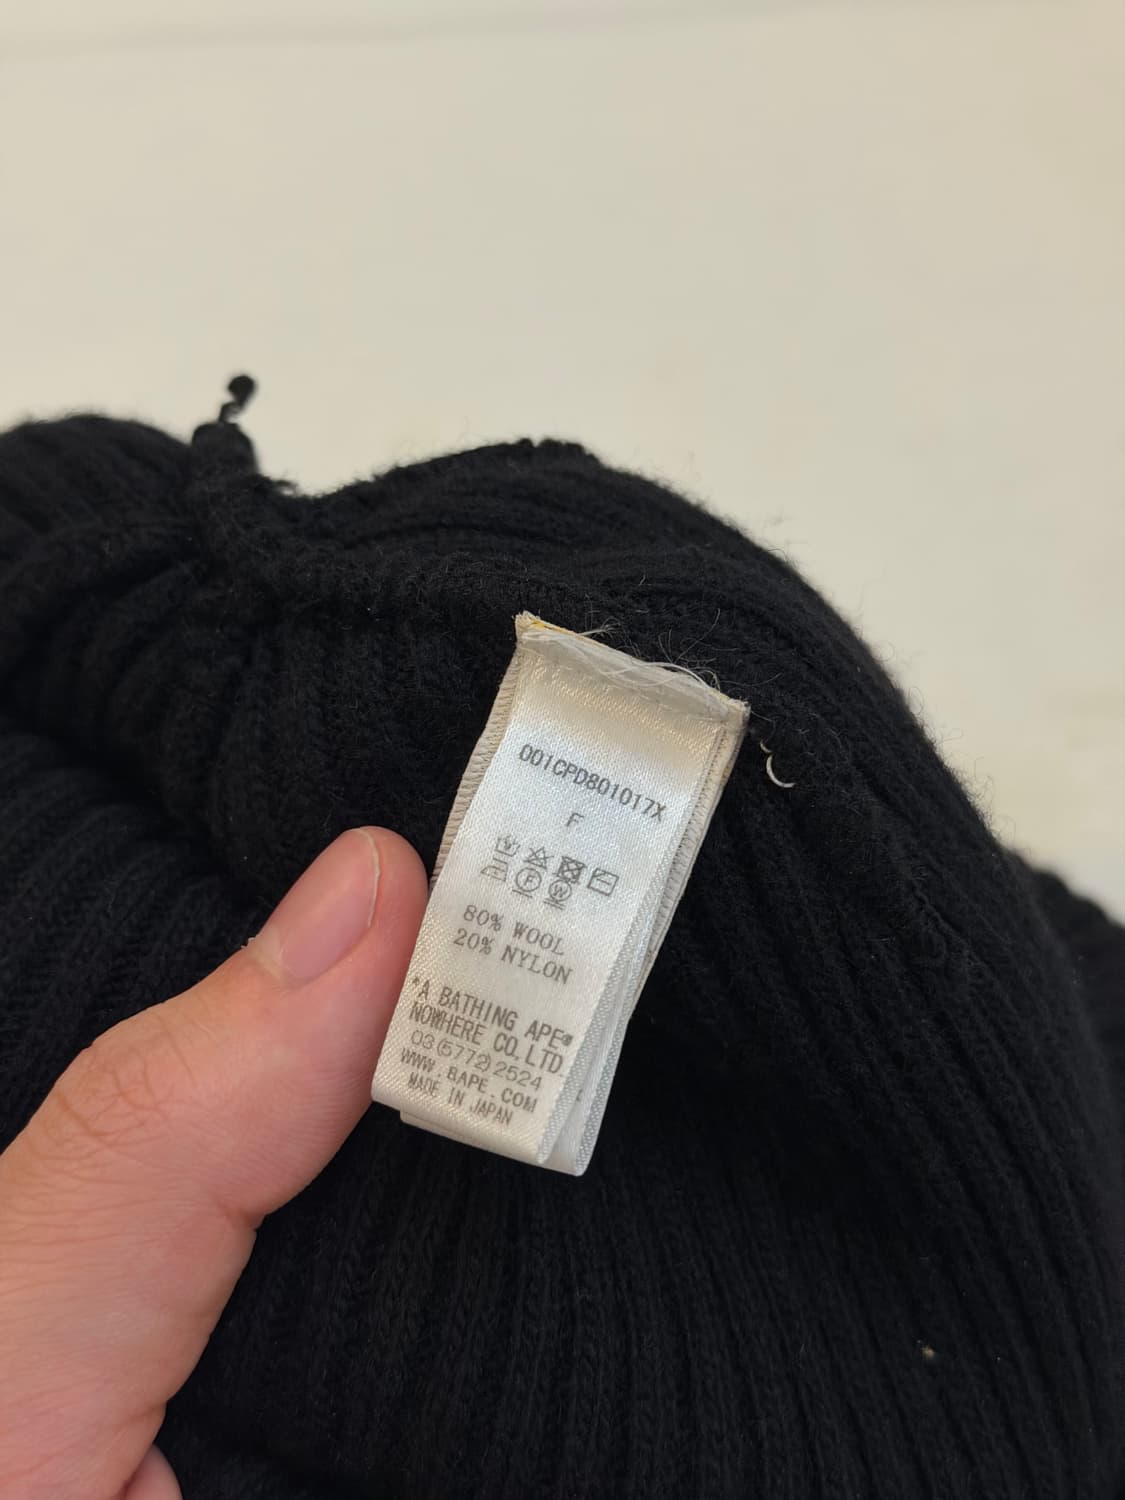 001CPD801017X
F
80% WOOL
20% NYLON
*A BATHING APE®
NOWHERE CO.,LTD.
03(5772)2524
WWW.BAPE.COM
MADE IN JAPAN